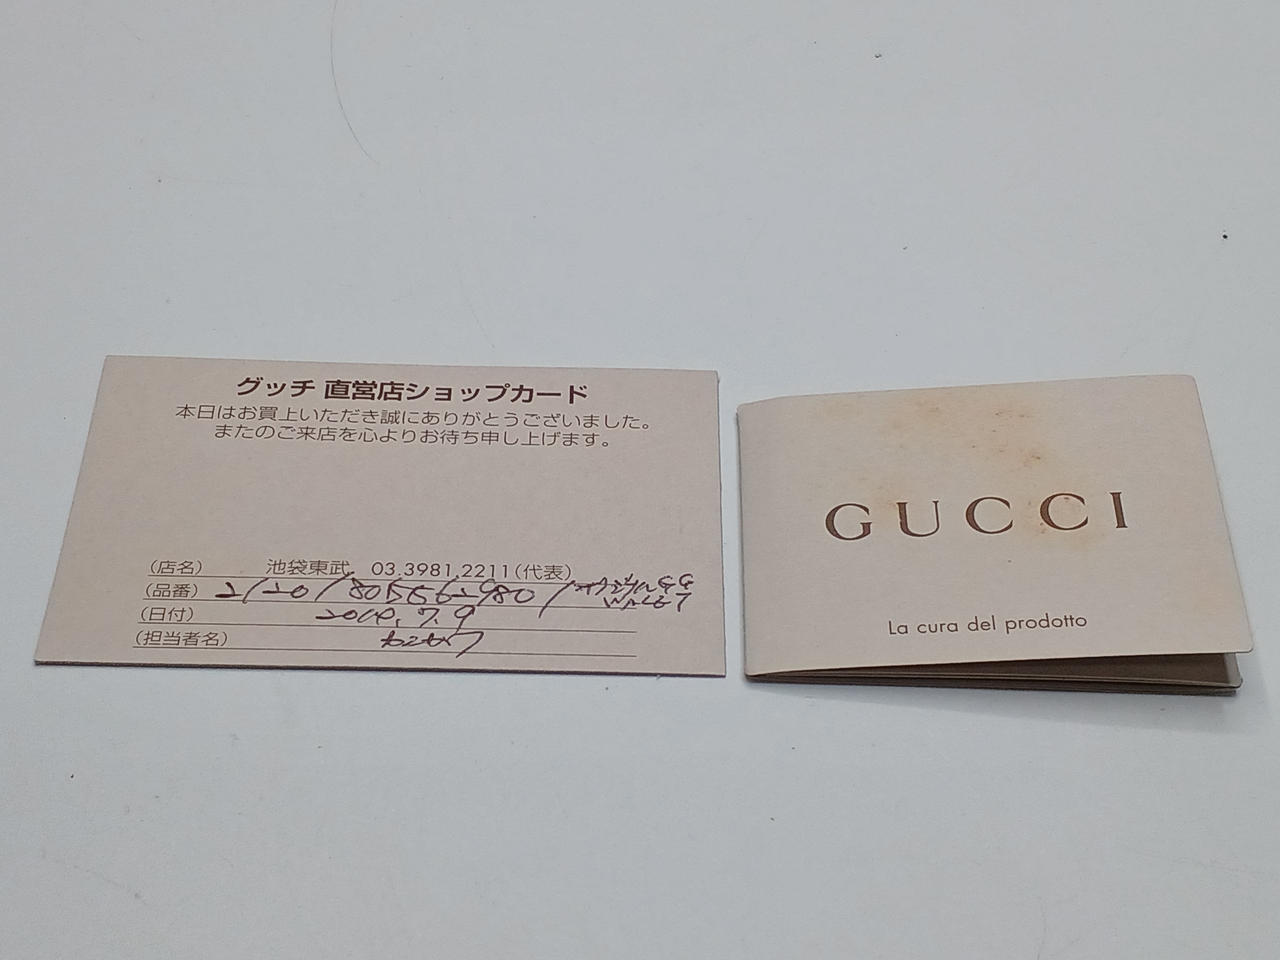 グッチ 直営店ショップカード
本日はお買上いただき誠にありがとうございました。
またのご来店を心よりお待ち申し上げます。
(店名) 池袋東武 03.3981.2211(代表)
(品番)
(日付) 7.9
(担当者名)
GUCCI
La cura del prodotto